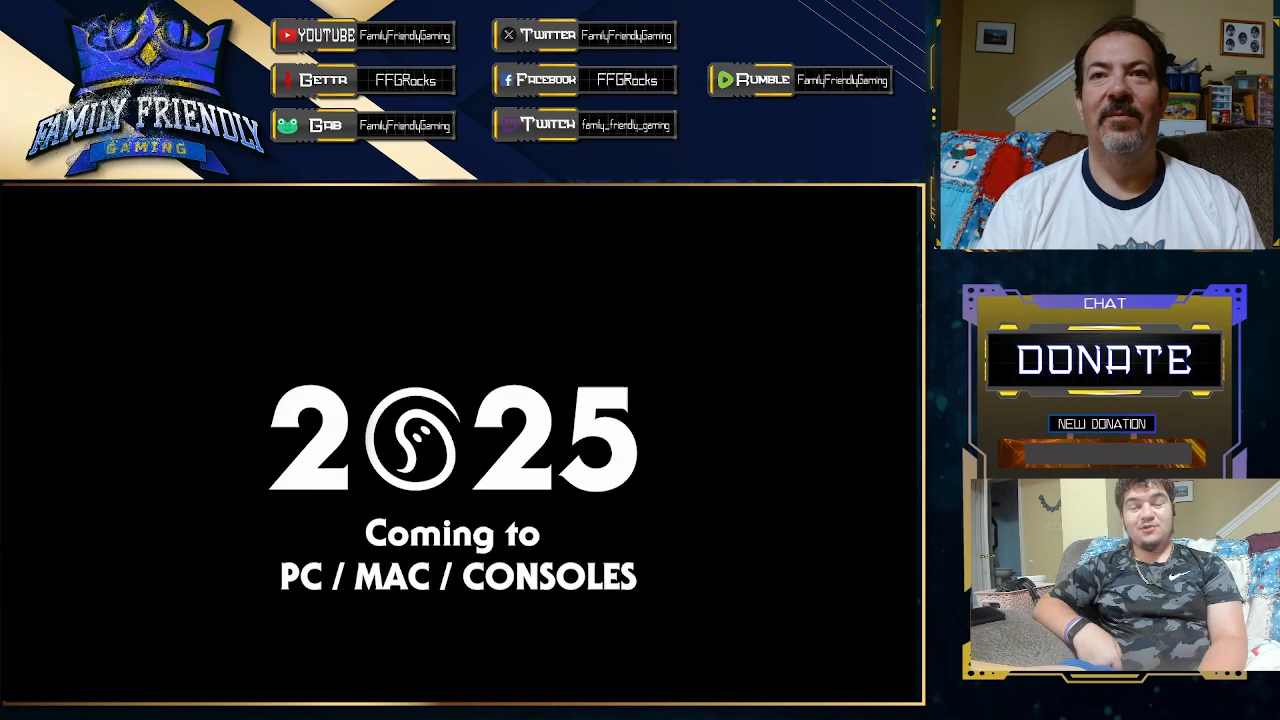 FAMILY FRIENDLY
GAMING
YOUTUBE FamilyFriendlyGaming
GETTR FFGRocks
GAB FamilyFriendlyGaming
TWITTER FamilyFriendlyGaming
FACEBOOK FFGRocks
TWITCH family_friendly_gaming
RUMBLE FamilyFriendlyGaming
CHAT
DONATE
NEW DONATION
2025
Coming to
PC / MAC / CONSOLES